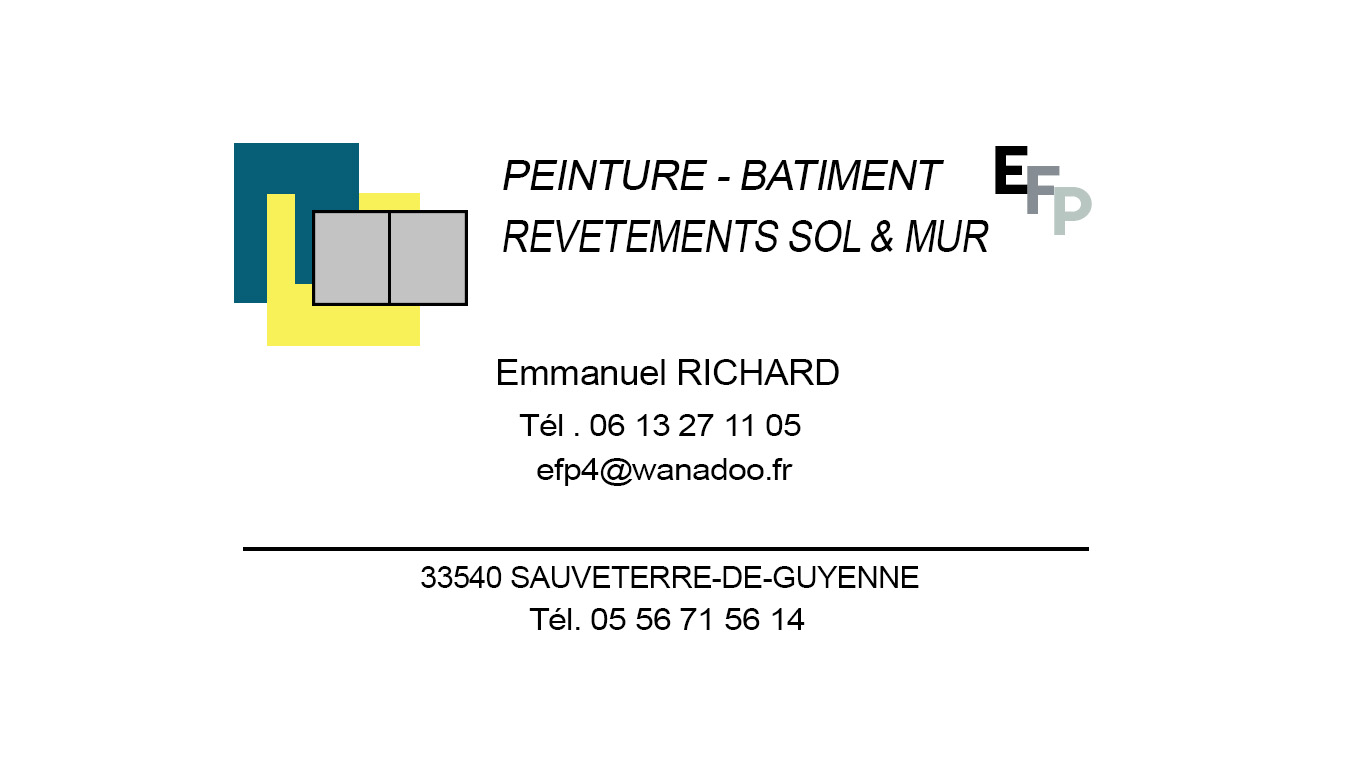 PEINTURE - BATIMENT
EFP
REVETEMENTS SOL & MUR
Emmanuel RICHARD
Tél . 06 13 27 11 05
efp4@wanadoo.fr
33540 SAUVETERRE-DE-GUYENNE
Tél. 05 56 71 56 14